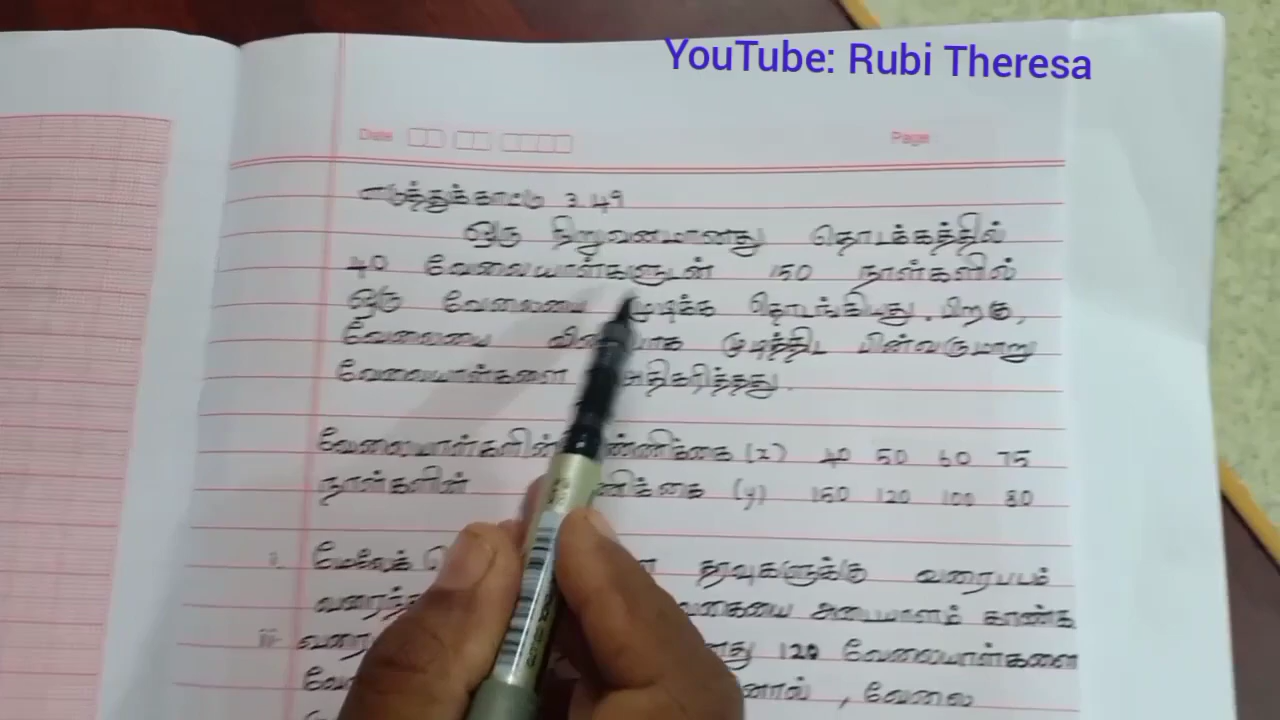 YouTube: Rubi Theresa
Date Page
எடுத்துக்காட்டு 3.49
ஒரு நிறுவனமானது தொடக்கத்தில்
40 வேலையாள்களுடன் 150 நாள்களில்
ஒரு வேலையை முடிக்க தொடங்கியது. பிறகு,
வேலையை முடித்திட பின்வருமாறு
வேலையாள்களை அதிகரித்தது.
வேலையாள்களின் (x) 40 50 60 75
நாள்களின் (y) 150 120 100 80
i. தரவுகளுக்கு வரைபடம்
அடையாளம் காண்க
120 வேலையாள்களை
வேலை